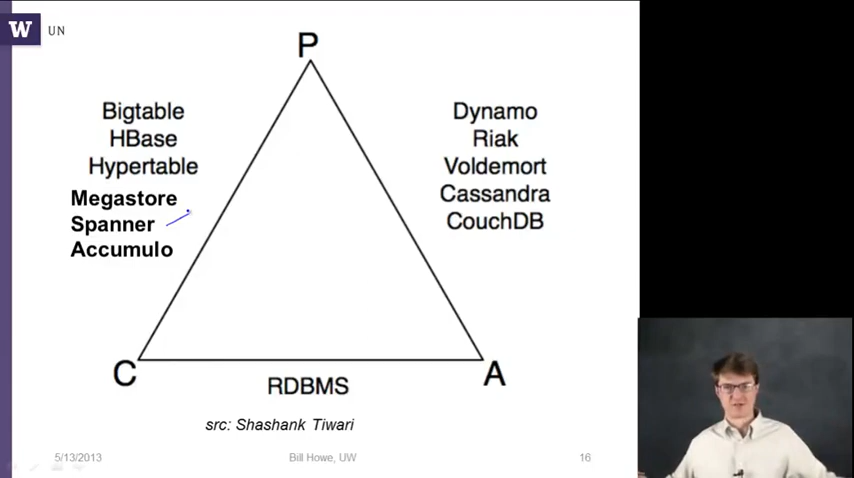 W
UN
P
Bigtable
HBase
Hypertable
Megastore
Spanner
Accumulo
Dynamo
Riak
Voldemort
Cassandra
CouchDB
C
A
RDBMS
src: Shashank Tiwari
5/13/2013
Bill Howe, UW
16